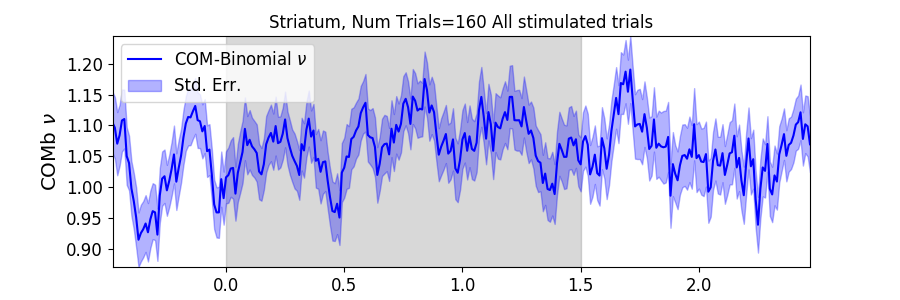 Striatum, Num Trials=160 All stimulated trials
COMb ν
1.20
1.15
1.10
1.05
1.00
0.95
0.90
COM-Binomial ν
Std. Err.
0.0 0.5 1.0 1.5 2.0